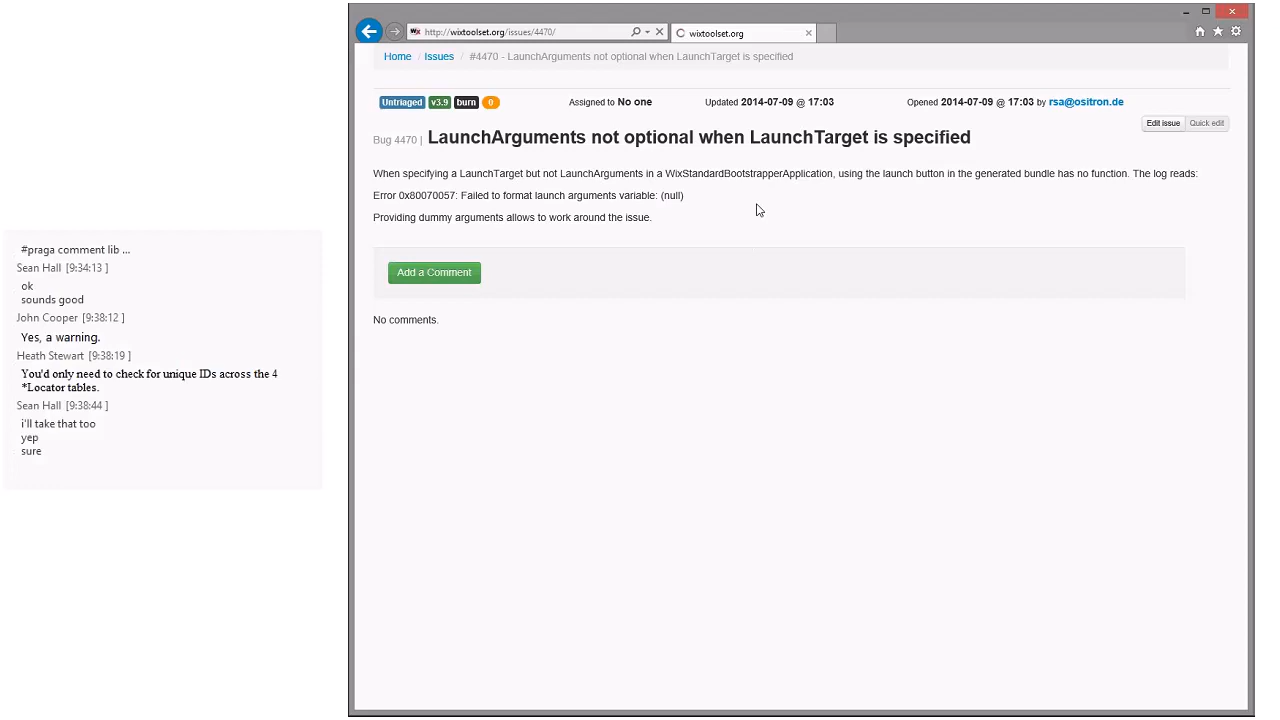 #praga comment lib ...
Sean Hall [9:34:13 ]
ok
sounds good
John Cooper [9:38:12 ]
Yes, a warning.
Heath Stewart [9:38:19 ]
You'd only need to check for unique IDs across the 4
*Locator tables.
Sean Hall [9:38:44 ]
i'll take that too
yep
sure
http://wixtoolset.org/issues/4470/
wixtoolset.org
Home / Issues / #4470 - LaunchArguments not optional when LaunchTarget is specified
Untriaged v3.9 burn 0 Assigned to No one Updated 2014-07-09 @ 17:03 Opened 2014-07-09 @ 17:03 by rsa@ositron.de
Edit issue Quick edit
Bug 4470 | LaunchArguments not optional when LaunchTarget is specified
When specifying a LaunchTarget but not LaunchArguments in a WixStandardBootstrapperApplication, using the launch button in the generated bundle has no function. The log reads:
Error 0x80070057: Failed to format launch arguments variable: (null)
Providing dummy arguments allows to work around the issue.
Add a Comment
No comments.